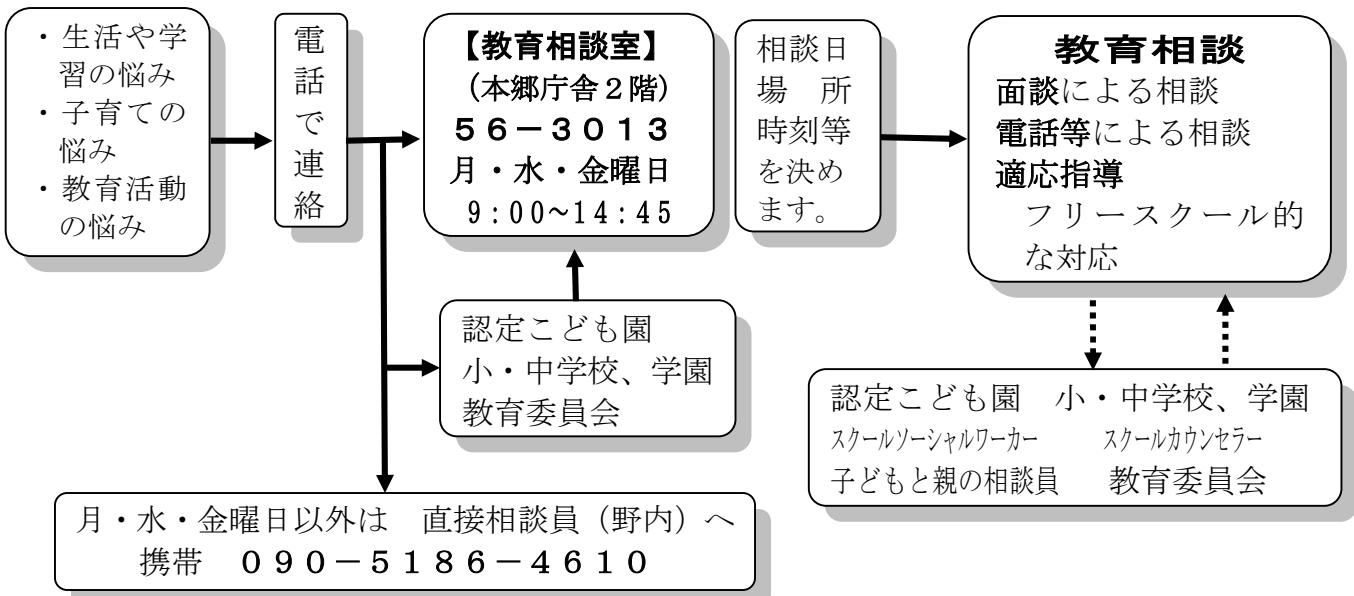 ・生活や学
習の悩み
・子育ての
悩み
・教育活動
の悩み
電話で連絡
【教育相談室】
(本郷庁舎２階)
５６－３０１３
月・水・金曜日
9:00~14:45
相談日
場　所
時刻等
を決め
ます。
教育相談
面談による相談
電話等による相談
適応指導
フリースクール的
な対応
認定こども園
小・中学校、学園
教育委員会
認定こども園　小・中学校、学園
スクールソーシャルワーカー　スクールカウンセラー
子どもと親の相談員　教育委員会
月・水・金曜日以外は　直接相談員（野内）へ
携帯　０９０－５１８６－４６１０